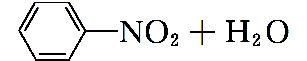 NO₂ + H₂O